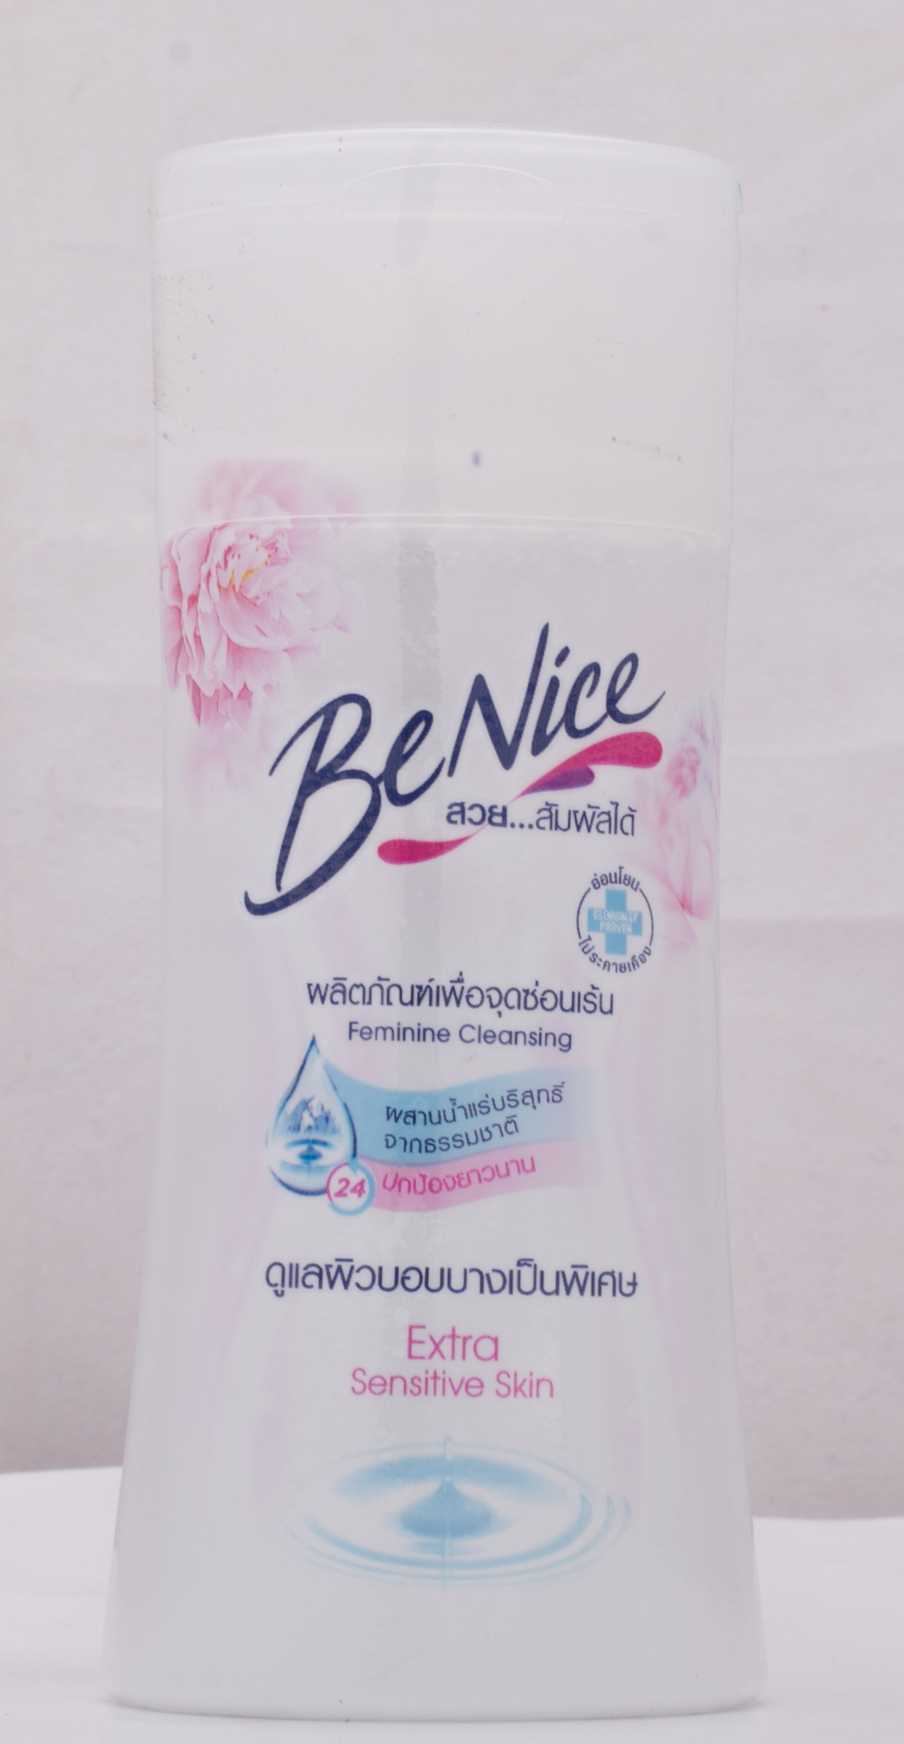 BeNice
สวย...สัมผัสได้
อ่อนโยน
CLINICALLY
PROVEN
ไม่ระคายเคือง
ผลิตภัณฑ์เพื่อจุดซ่อนเร้น
Feminine Cleansing
ผสานน้ำแร่บริสุทธิ์
จากธรรมชาติ
24 ปกป้องยาวนาน
ดูแลผิวบอบบางเป็นพิเศษ
Extra
Sensitive Skin